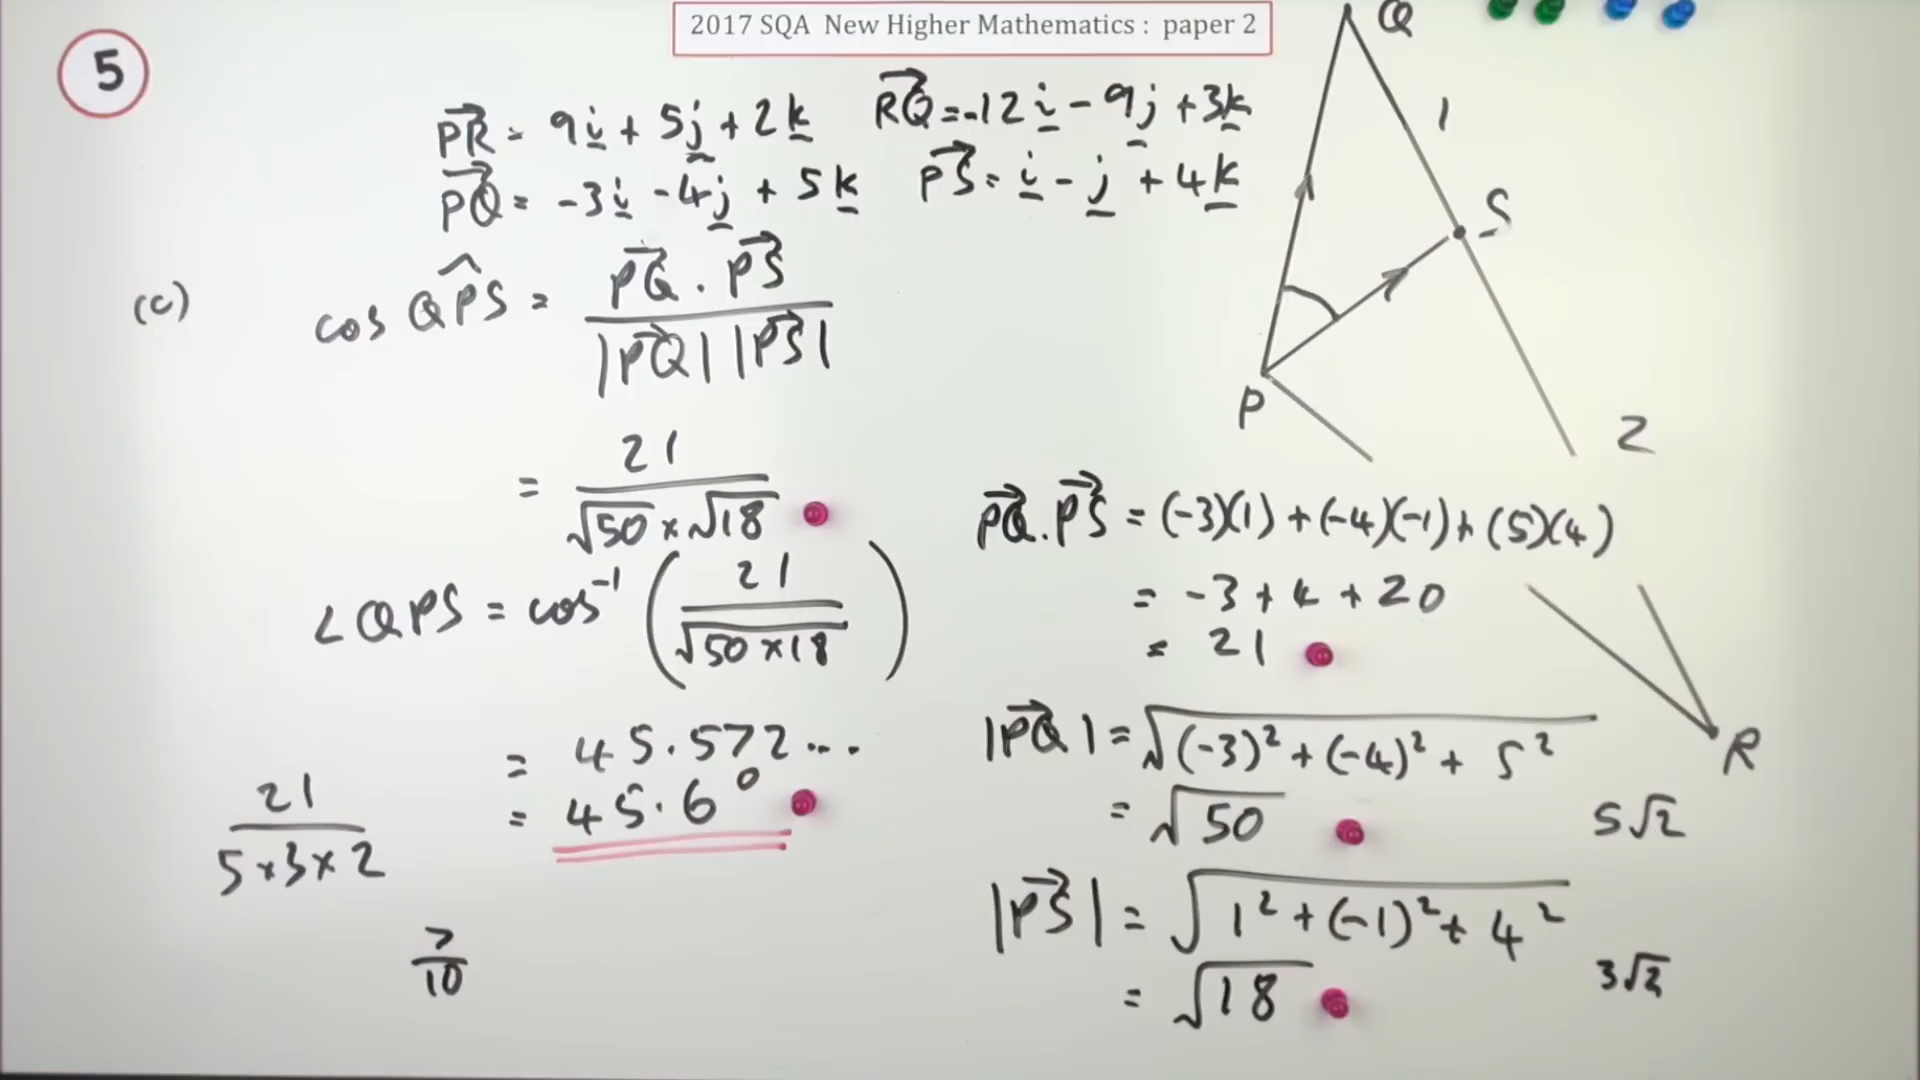 2017 SQA New Higher Mathematics : paper 2
5
Q
PR = 9i + 5j + 2k
RQ = -12i - 9j + 3k
1
PQ = -3i - 4j + 5k
PS = i - j + 4k
S
(c)
cos QPS = PQ . PS / |PQ| |PS|
P
2
= 21 / √50 × √18
PQ . PS = (-3)(1) + (-4)(-1) + (5)(4)
= -3 + 4 + 20
= 21
∠QPS = cos⁻¹ ( 21 / √50 × 18 )
= 45.572...
= 45.6°
|PQ| = √(-3)² + (-4)² + 5²
R
= √50
5√2
21 / 5×3×2
|PS| = √1² + (-1)² + 4²
= √18
3√2
7 / 10